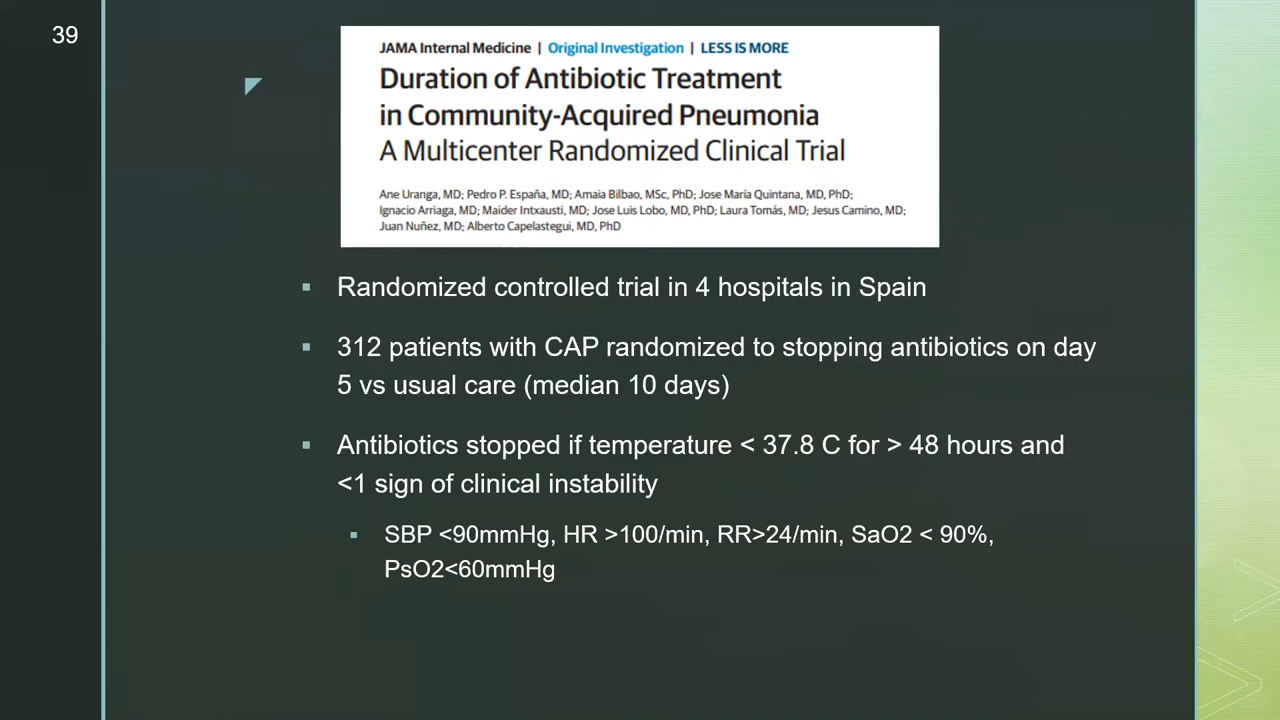 39
JAMA Internal Medicine | Original Investigation | LESS IS MORE
Duration of Antibiotic Treatment
in Community-Acquired Pneumonia
A Multicenter Randomized Clinical Trial
Ane Uranga, MD; Pedro P. España, MD; Amaia Bilbao, MSc, PhD; Jose María Quintana, MD, PhD;
Ignacio Arriaga, MD; Maider Intxausti, MD; Jose Luis Lobo, MD, PhD; Laura Tomás, MD; Jesus Camino, MD;
Juan Nuñez, MD; Alberto Capelastegui, MD, PhD
▪ Randomized controlled trial in 4 hospitals in Spain
▪ 312 patients with CAP randomized to stopping antibiotics on day
5 vs usual care (median 10 days)
▪ Antibiotics stopped if temperature < 37.8 C for > 48 hours and
<1 sign of clinical instability
▪ SBP <90mmHg, HR >100/min, RR>24/min, SaO2 < 90%,
PsO2<60mmHg